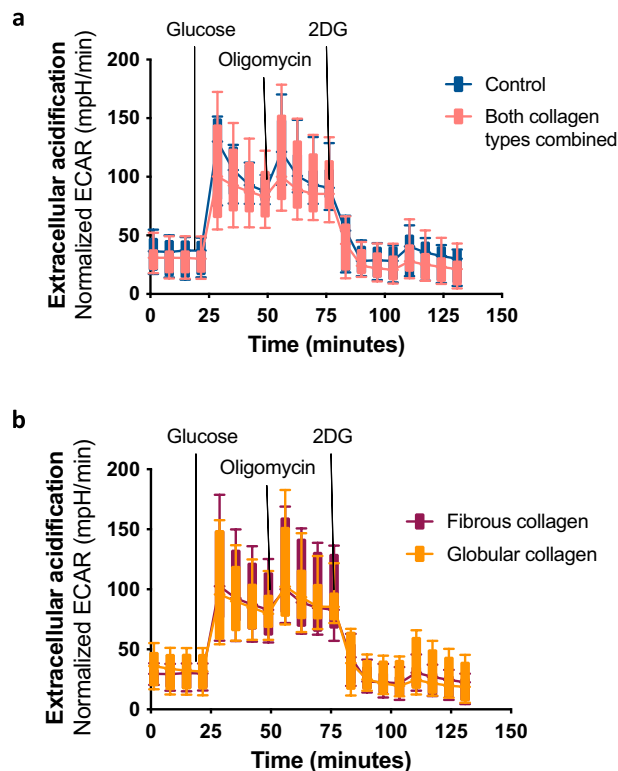 a
Glucose
2DG
Oligomycin
Extracellular acidification
Normalized ECAR (mpH/min)
200
150
100
50
0
0 25 50 75 100 125 150
Time (minutes)
Control
Both collagen
types combined
b
Glucose
2DG
Oligomycin
Extracellular acidification
Normalized ECAR (mpH/min)
200
150
100
50
0
0 25 50 75 100 125 150
Time (minutes)
Fibrous collagen
Globular collagen